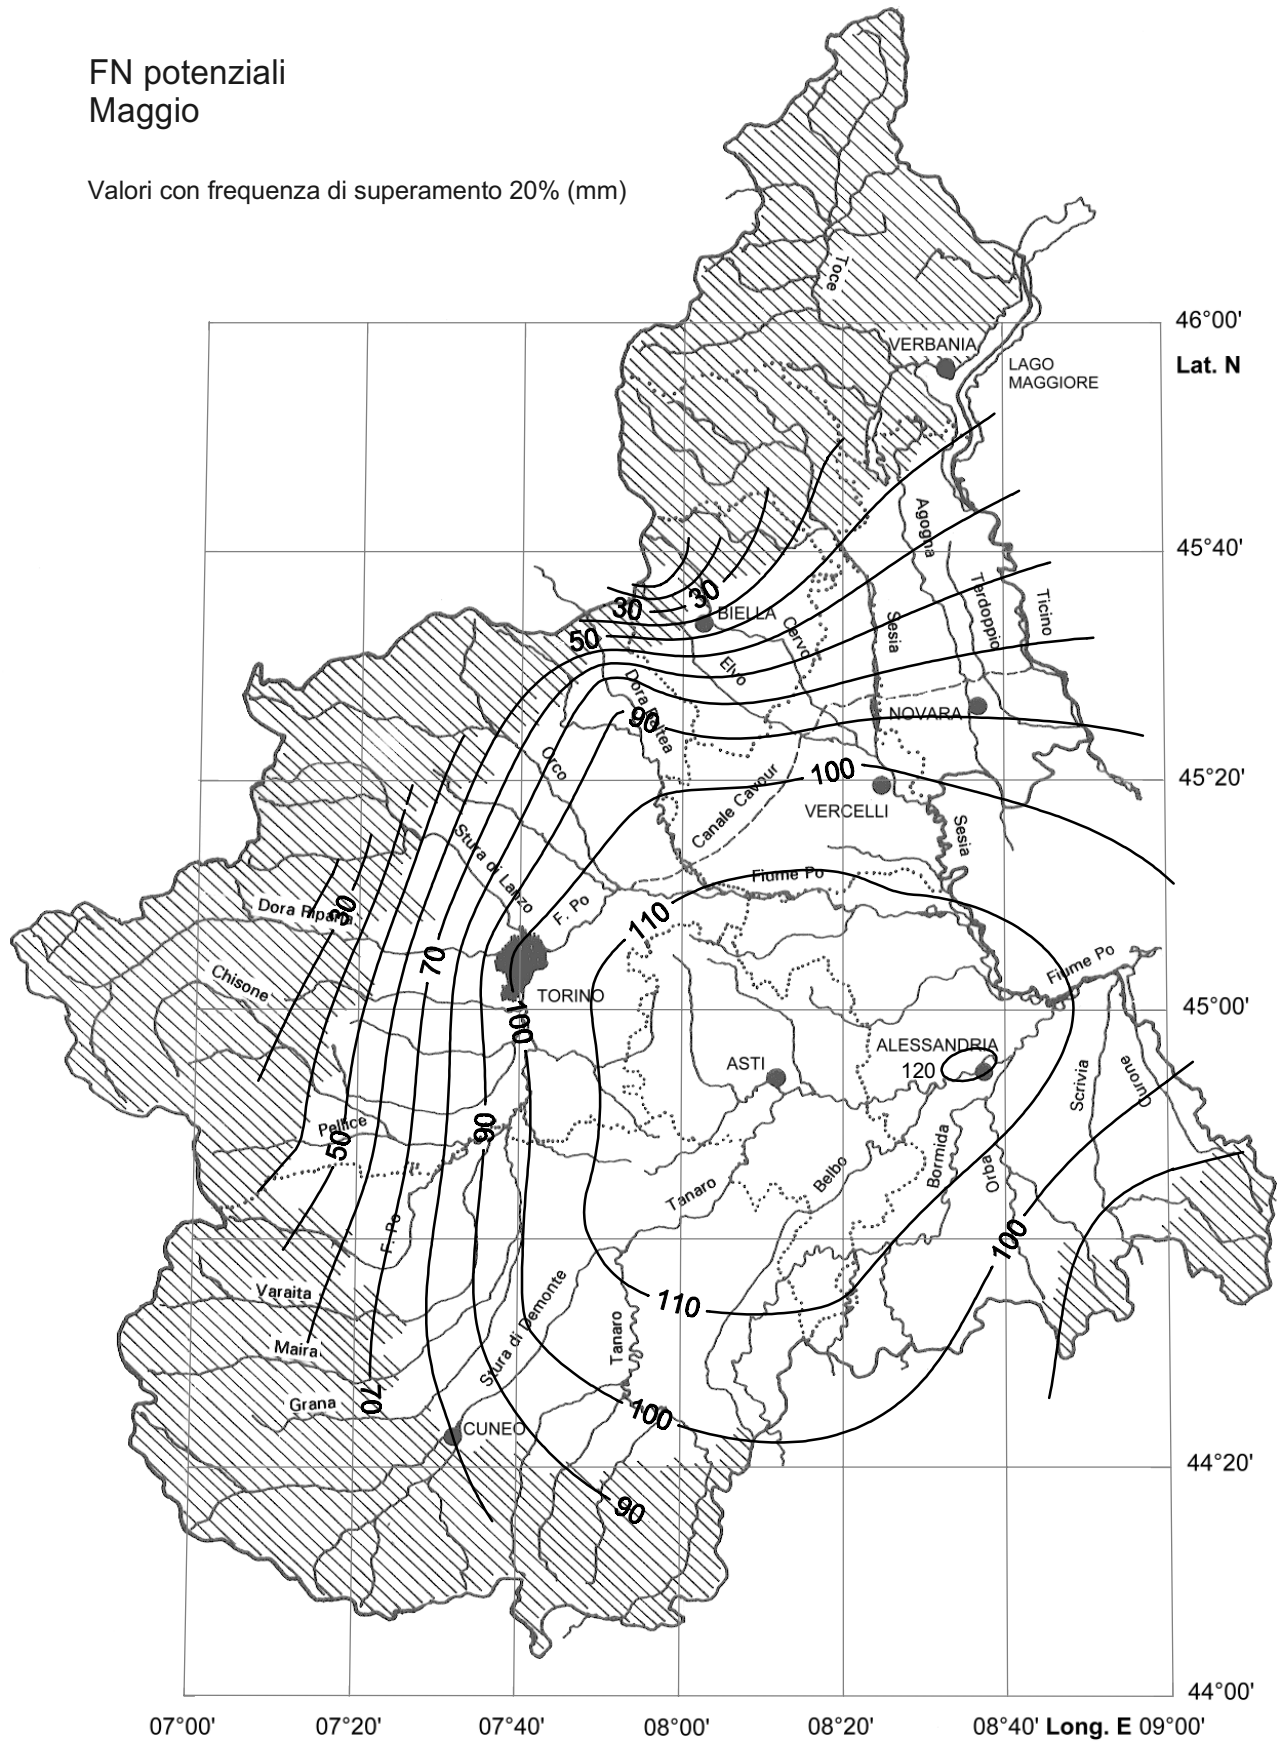 FN potenziali
Maggio
Valori con frequenza di superamento 20% (mm)
Toce
46°00'
VERBANIA
Lat. N
LAGO
MAGGIORE
Agogna
45°40'
Terdoppio
Ticino
30
30
BIELLA
50
Cervo
Sesia
Elvo
Dora Baltea
90
NOVARA
Orco
100
45°20'
Canale Cavour
VERCELLI
Sesia
Stura di Lanzo
Fiume Po
Dora Riparia
30
F. Po
110
70
Fiume Po
Chisone
TORINO
100
45°00'
ALESSANDRIA
ASTI
120
Scrivia
Curone
Pellice
50
90
Bormida
Orba
Belbo
Tanaro
F. Po
100
Varaita
110
Stura di Demonte
Tanaro
Maira
70
Grana
100
CUNEO
44°20'
90
44°00'
07°00'
07°20'
07°40'
08°00'
08°20'
08°40'
Long. E
09°00'